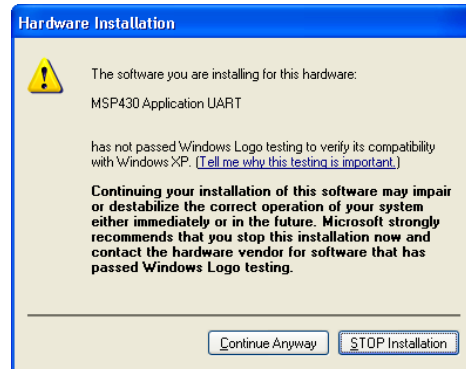 Hardware Installation
The software you are installing for this hardware:
MSP430 Application UART
has not passed Windows Logo testing to verify its compatibility
with Windows XP. (Tell me why this testing is important.)
Continuing your installation of this software may impair
or destabilize the correct operation of your system
either immediately or in the future. Microsoft strongly
recommends that you stop this installation now and
contact the hardware vendor for software that has
passed Windows Logo testing.
Continue Anyway
STOP Installation